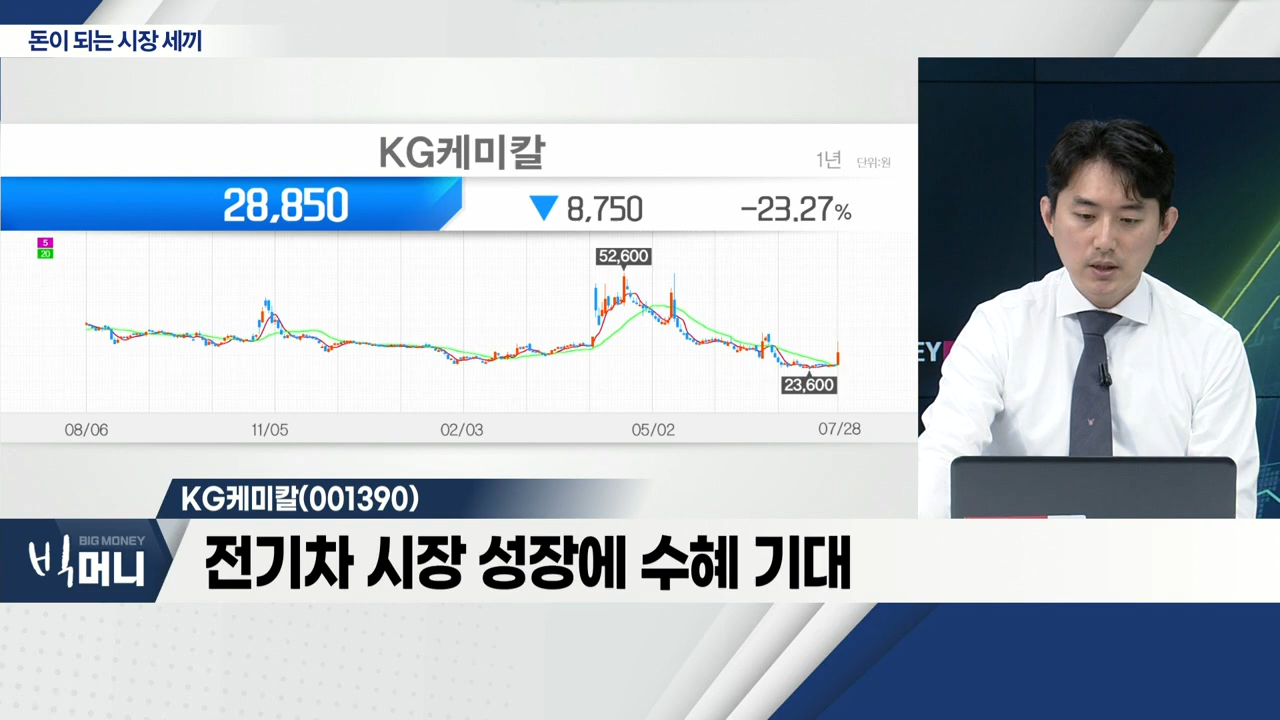 돈이 되는 시장 세끼
KG케미칼
1년 단위:원
28,850 ▼ 8,750 -23.27%
5
20
52,600
23,600
08/06 11/05 02/03 05/02 07/28
EY
KG케미칼(001390)
BIG MONEY
빅머니
전기차 시장 성장에 수혜 기대